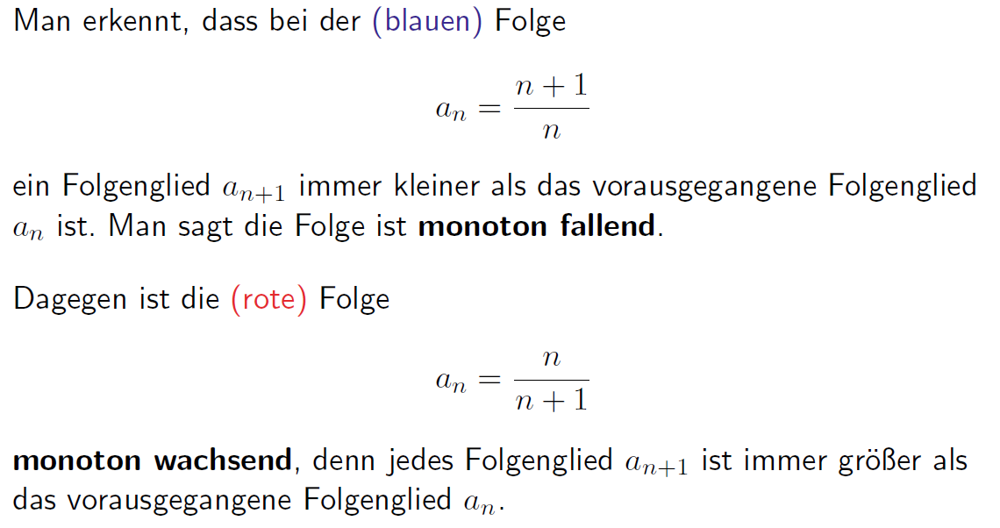 Man erkennt, dass bei der (blauen) Folge
a_n = \frac{n + 1}{n}
ein Folgenglied a_{n+1} immer kleiner als das vorausgegangene Folgenglied
a_n ist. Man sagt die Folge ist monoton fallend.
Dagegen ist die (rote) Folge
a_n = \frac{n}{n + 1}
monoton wachsend, denn jedes Folgenglied a_{n+1} ist immer größer als
das vorausgegangene Folgenglied a_n.